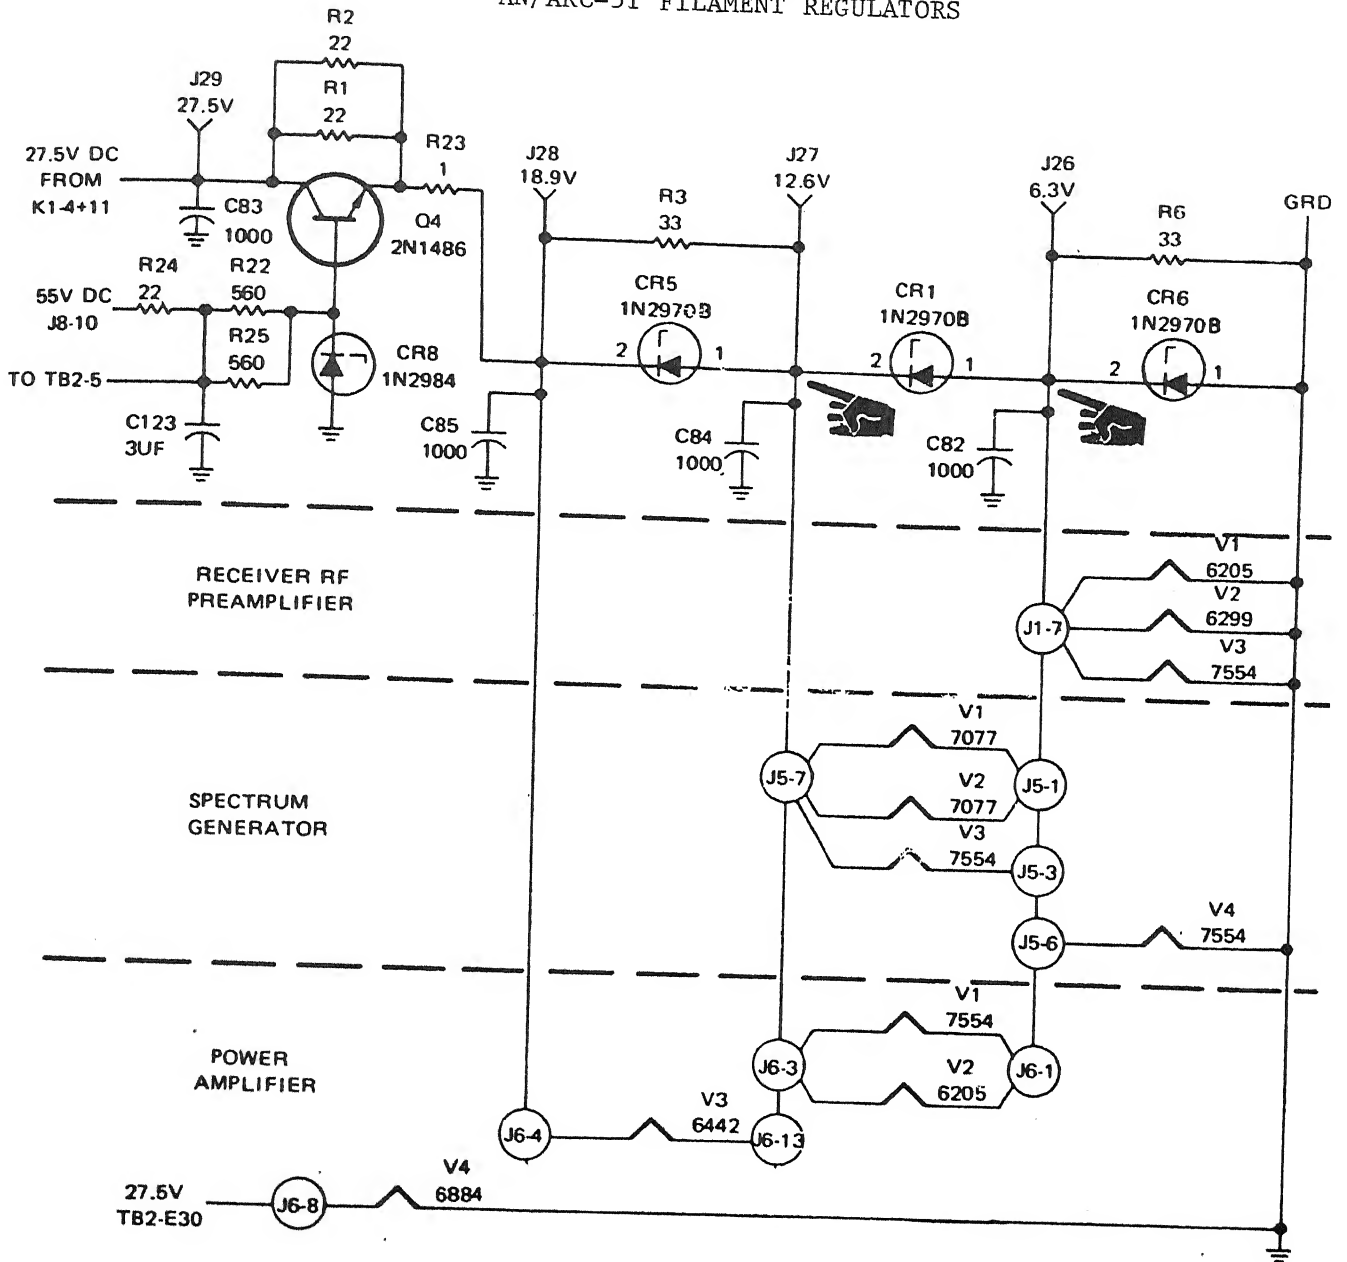 FILAMENT REGULATORS
R2
22
J29
27.5V
R1
22
R23
1
27.5V DC
FROM
K1-4+11
C83
1000
Q4
2N1486
J28
18.9V
R3
33
J27
12.6V
J26
6.3V
R6
33
GRD
R24
22
R22
560
55V DC
J8-10
R25
560
TO TB2-5
CR8
1N2984
C123
3UF
CR5
1N2970B
2
1
CR1
1N2970B
2
1
CR6
1N2970B
2
1
C85
1000
C84
1000
C82
1000
RECEIVER RF
PREAMPLIFIER
V1
6205
V2
6299
J1-7
V3
7554
SPECTRUM
GENERATOR
V1
7077
J5-7
V2
7077
J5-1
V3
7554
J5-3
V4
7554
J5-6
POWER
AMPLIFIER
V1
7554
J6-3
V2
6205
J6-1
V3
6442
J6-4
J6-13
V4
6884
27.5V
TB2-E30
J6-8